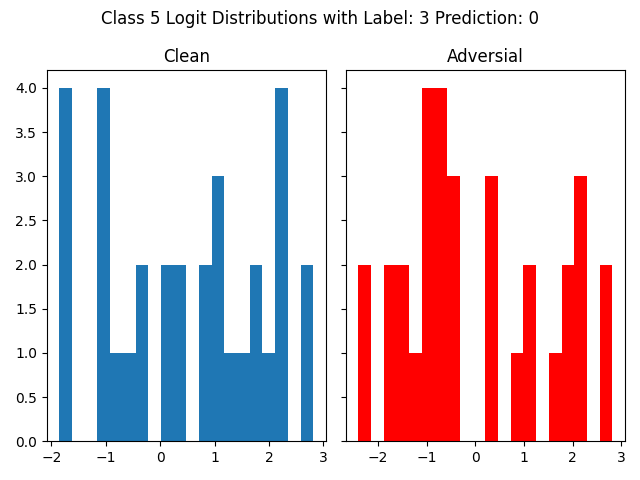 Class 5 Logit Distributions with Label: 3 Prediction: 0
Clean
Adversial
4.0
3.5
3.0
2.5
2.0
1.5
1.0
0.5
0.0
−2 −1 0 1 2 3
−2 −1 0 1 2 3